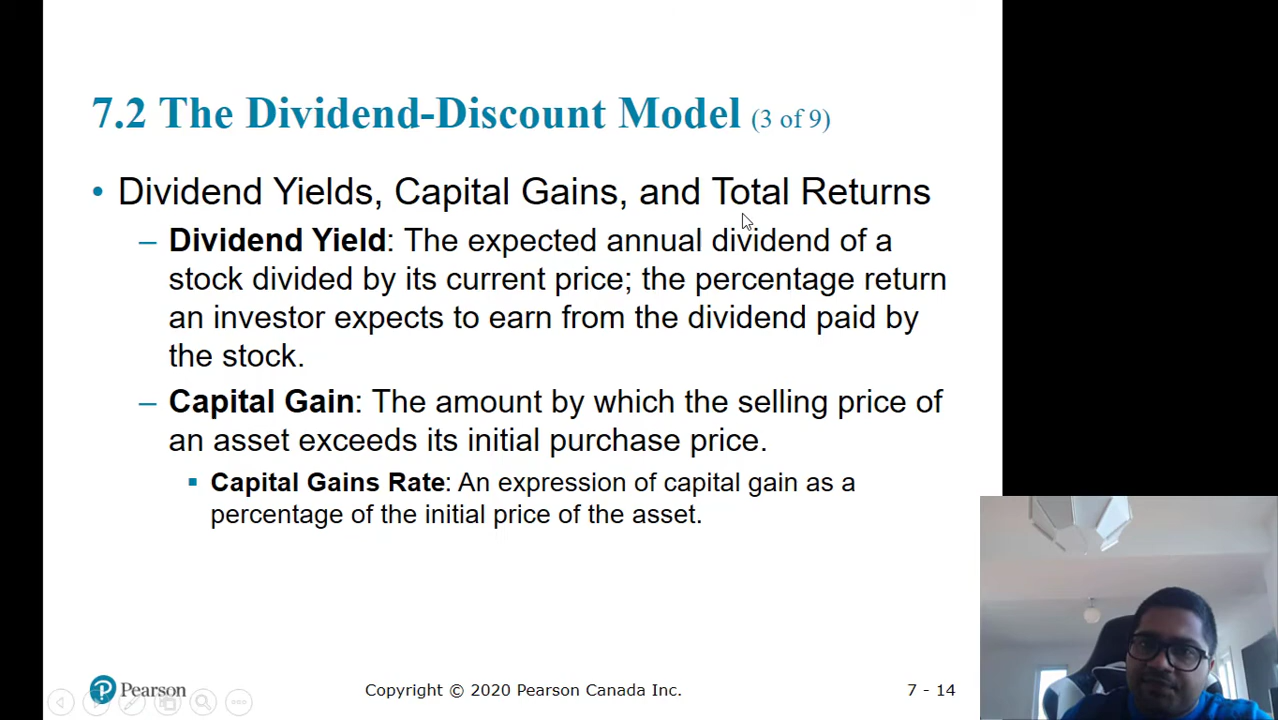 7.2 The Dividend-Discount Model (3 of 9)
• Dividend Yields, Capital Gains, and Total Returns
– Dividend Yield: The expected annual dividend of a
stock divided by its current price; the percentage return
an investor expects to earn from the dividend paid by
the stock.
– Capital Gain: The amount by which the selling price of
an asset exceeds its initial purchase price.
▪ Capital Gains Rate: An expression of capital gain as a
percentage of the initial price of the asset.
Pearson
Copyright © 2020 Pearson Canada Inc.
7 - 14